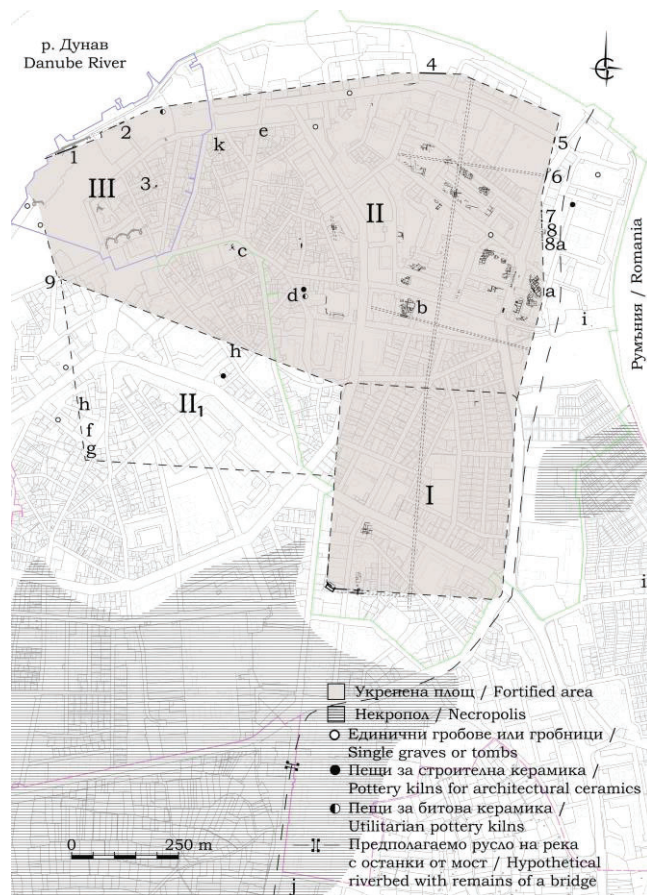 р. Дунав
Danube River
4
5
2
1
k
e
6
3
III
II
7
8
8a
c
9
d
b
a
i
Румъния / Romania
h
h
II₁
f
g
I
i
Укрепена площ / Fortified area
Некропол / Necropolis
Единични гробове или гробници /
Single graves or tombs
Пещи за строителна керамика /
Pottery kilns for architectural ceramics
Пещи за битова керамика /
Utilitarian pottery kilns
Предполагаемо русло на река
с останки от мост / Hypothetical
riverbed with remains of a bridge
0 250 m
j